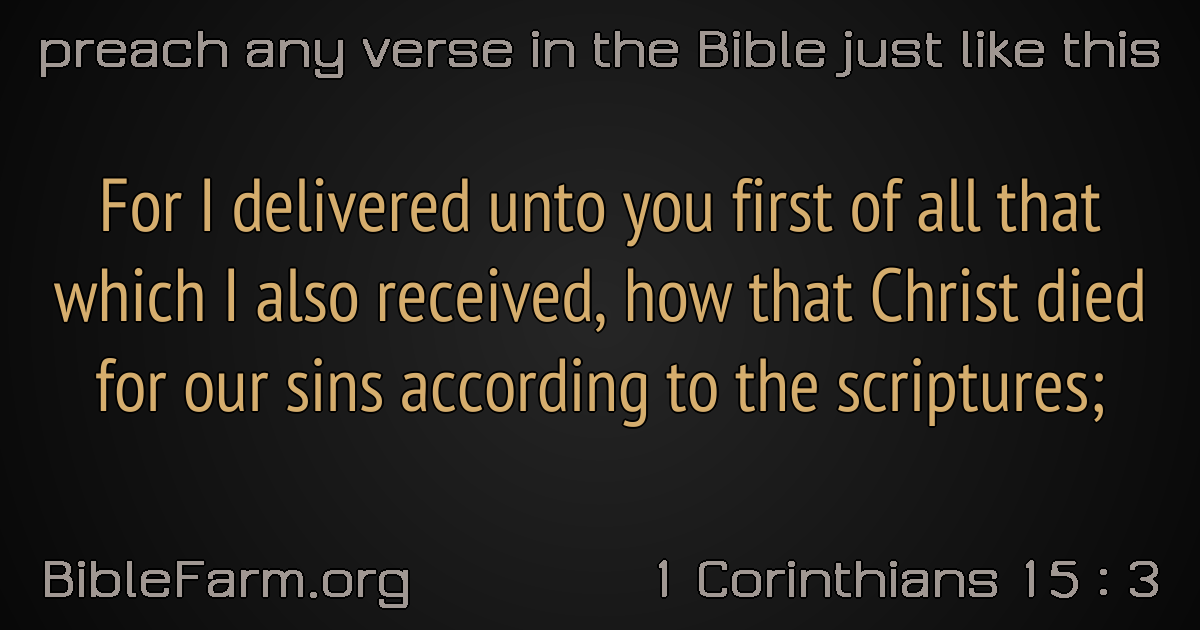 preach any verse in the Bible just like this
For I delivered unto you first of all that
which I also received, how that Christ died
for our sins according to the scriptures;
BibleFarm.org
1 Corinthians 15 : 3